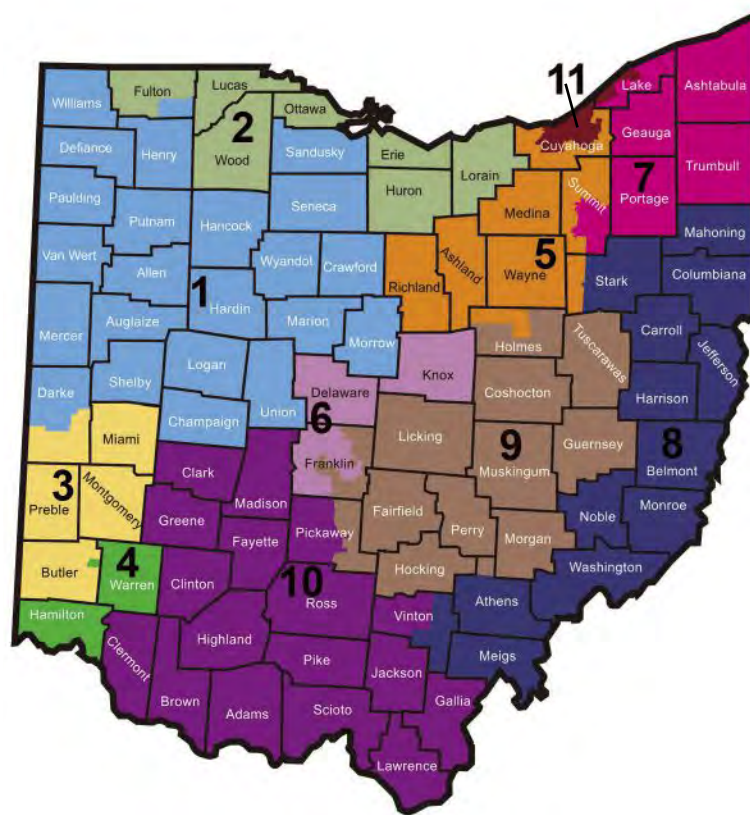 11
Lake
Ashtabula
Fulton
Lucas
Williams
Ottawa
Geauga
2
Cuyahoga
Defiance
Henry
Wood
Sandusky
Erie
Lorain
Trumbull
7
Huron
Summit
Portage
Paulding
Seneca
Medina
Putnam
Hancock
Mahoning
Van Wert
Wyandot
Crawford
Ashland
5
Allen
Richland
Wayne
Stark
Columbiana
1
Hardin
Mercer
Auglaize
Marion
Tuscarawas
Carroll
Jefferson
Morrow
Holmes
Logan
Shelby
Knox
Coshocton
Harrison
Darke
Delaware
Union
Champaign
6
Licking
Guernsey
Miami
9
8
Franklin
Muskingum
Belmont
Clark
3
Montgomery
Madison
Preble
Noble
Monroe
Greene
Fairfield
Perry
Pickaway
Fayette
Morgan
4
Butler
Warren
Clinton
Hocking
Washington
10
Ross
Athens
Hamilton
Vinton
Highland
Meigs
Clermont
Pike
Jackson
Brown
Adams
Scioto
Gallia
Lawrence